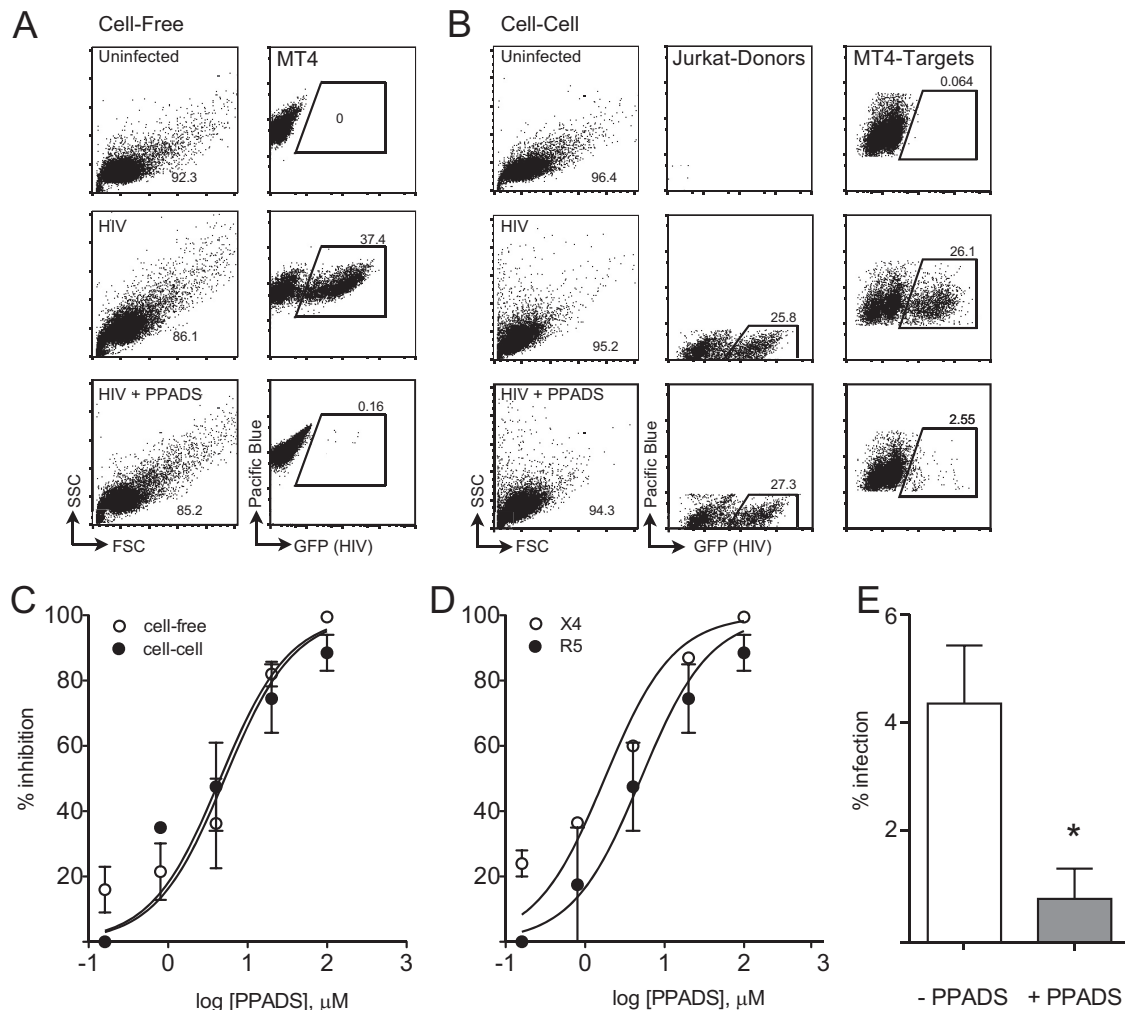 A
Cell-Free
Uninfected
92.3
MT4
0
HIV
86.1
37.4
HIV + PPADS
85.2
0.16
SSC
FSC
Pacific Blue
GFP (HIV)
B
Cell-Cell
Uninfected
96.4
Jurkat-Donors
MT4-Targets
0.064
HIV
95.2
25.8
26.1
HIV + PPADS
94.3
27.3
2.55
SSC
FSC
Pacific Blue
GFP (HIV)
C
100
80
60
40
20
% inhibition
cell-free
cell-cell
-1 0 1 2 3
log [PPADS], μM
D
100
80
60
40
20
X4
R5
-1 0 1 2 3
log [PPADS], μM
E
6
4
2
% infection
*
- PPADS + PPADS